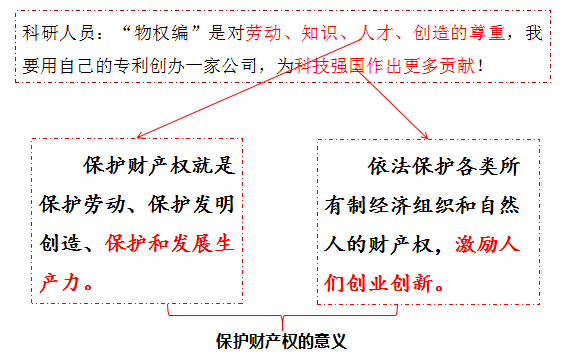 科研人员：“物权编”是对劳动、知识、人才、创造的尊重，我
要用自己的专利创办一家公司，为科技强国作出更多贡献！
保护财产权就是
保护劳动、保护发明
创造、保护和发展生
产力。
依法保护各类所
有制经济组织和自然
人的财产权，激励人
们创业创新。
保护财产权的意义